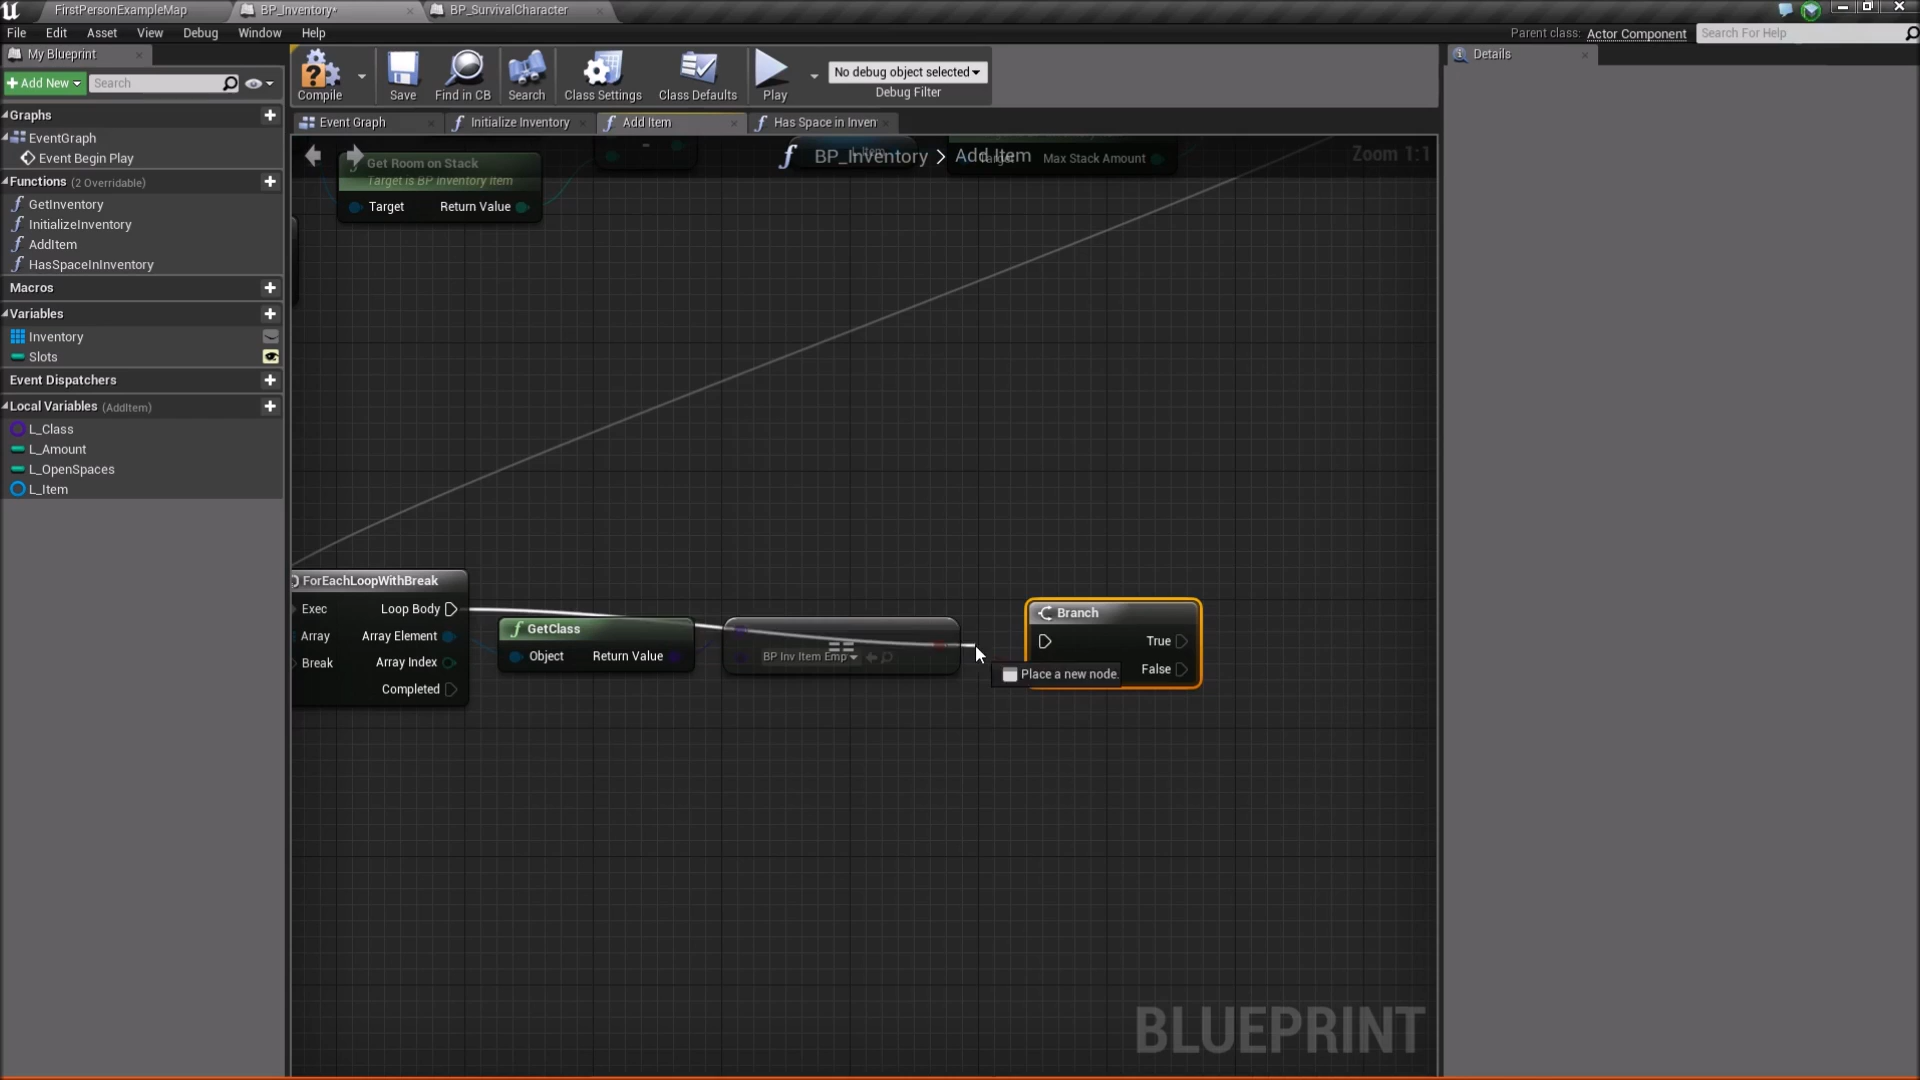 FirstPersonExampleMap
BP_Inventory*
BP_SurvivalCharacter
File Edit Asset View Debug Window Help
Parent class: Actor Component
Search For Help
My Blueprint
Details
Add New
Search
Compile
Save
Find in CB
Search
Class Settings
Class Defaults
Play
No debug object selected
Debug Filter
Graphs
Event Graph
Initialize Inventory
Add Item
Has Space in Inven
EventGraph
Event Begin Play
Functions (2 Overridable)
GetInventory
InitializeInventory
AddItem
HasSpaceInInventory
Macros
Variables
Inventory
Slots
Event Dispatchers
Local Variables (AddItem)
L_Class
L_Amount
L_OpenSpaces
L_Item
BP_Inventory > Add Item
Zoom 1:1
Get Room on Stack
Target is BP Inventory Item
Target Return Value
Max Stack Amount
ForEachLoopWithBreak
Exec Loop Body
Array Array Element
Break Array Index
Completed
GetClass
Object Return Value
==
BP Inv Item Emp
Branch
True
False
Place a new node.
BLUEPRINT